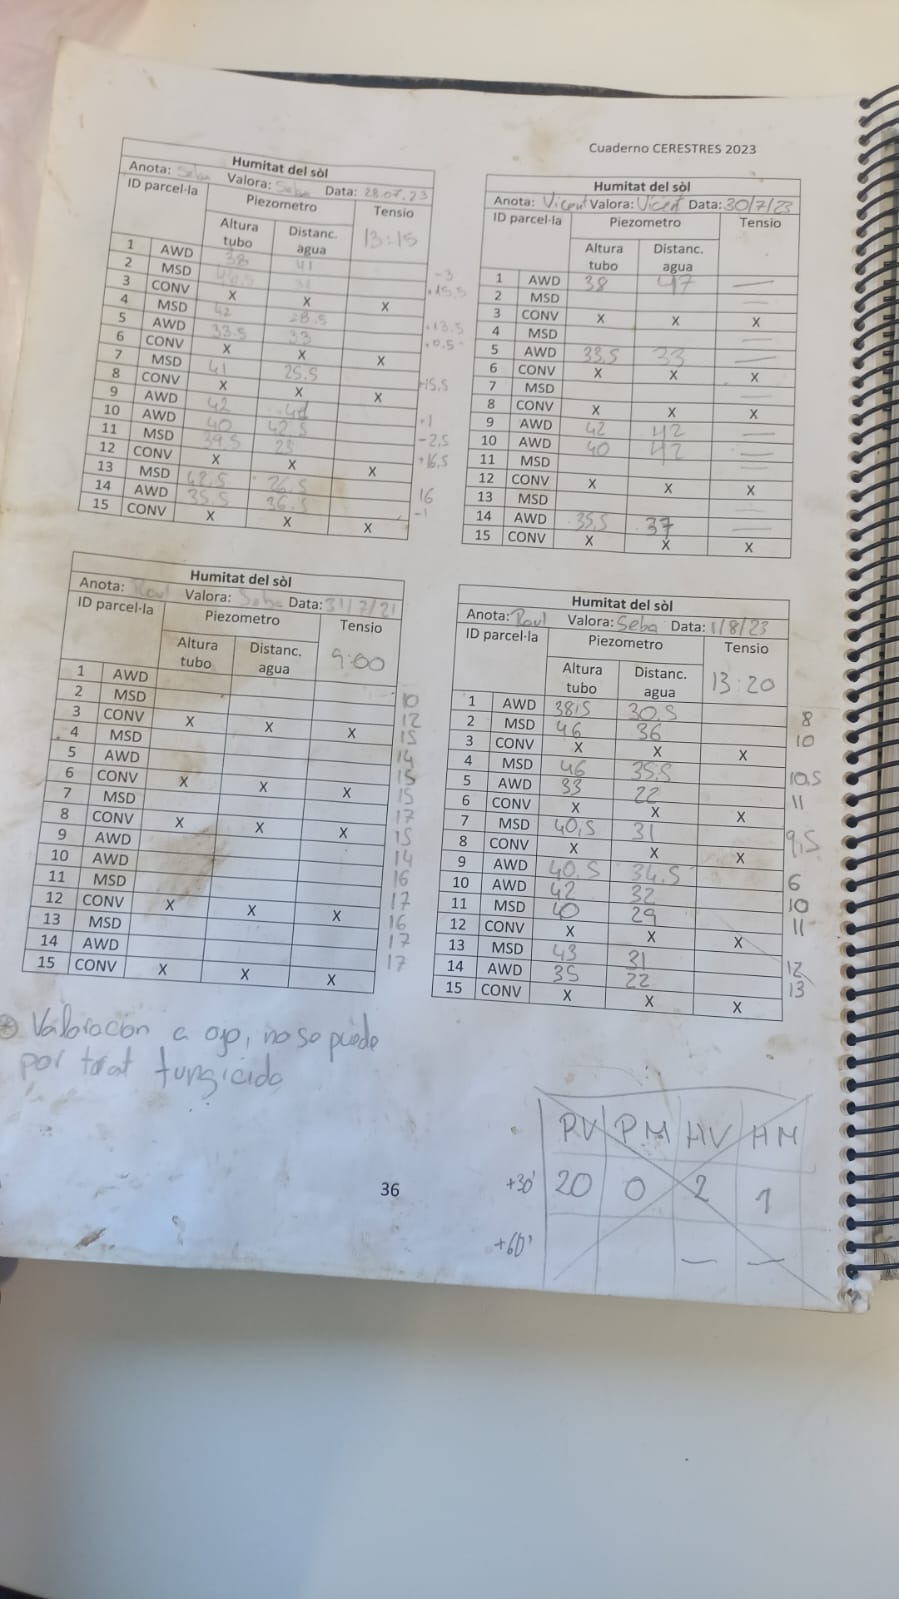 Cuaderno CERESTRES 2023
Humitat del sòl
Anota: Seba Valora: Seba Data: 28.07.23
ID parcel·la Piezometro Tensio
Altura tubo Distanc. agua 13:15
1 AWD 38 41 -3
2 MSD 46.5 31 +15,5
3 CONV X X X
4 MSD 42 28.5 +13.5
5 AWD 33.5 33 +0.5
6 CONV X X X
7 MSD 41 25.5 +15.5
8 CONV X X X
9 AWD 42 41 +1
10 AWD 40 42.5 -2,5
11 MSD 39.5 23 +16,5
12 CONV X X X
13 MSD 42.5 26.5 16
14 AWD 35.5 36.5 -1
15 CONV X X X
Humitat del sòl
Anota: Vicent Valora: Vicent Data: 30/7/23
ID parcel·la Piezometro Tensio
Altura tubo Distanc. agua
1 AWD 38 47 —
2 MSD —
3 CONV X X X
4 MSD —
5 AWD 33,5 33 —
6 CONV X X X
7 MSD —
8 CONV X X X
9 AWD 42 42 —
10 AWD 40 42 —
11 MSD —
12 CONV X X X
13 MSD —
14 AWD 35,5 37 —
15 CONV X X X
Humitat del sòl
Anota: Raul Valora: Seba Data: 31/7/21
ID parcel·la Piezometro Tensio
Altura tubo Distanc. agua 9:00
1 AWD
2 MSD 10
3 CONV X X X 12
4 MSD 15
5 AWD 14
6 CONV X X X 15
7 MSD 15
8 CONV X X X 17
9 AWD 15
10 AWD 14
11 MSD 16
12 CONV X X X 17
13 MSD 16
14 AWD 17
15 CONV X X X 17
Humitat del sòl
Anota: Raul Valora: Seba Data: 1/8/23
ID parcel·la Piezometro Tensio
Altura tubo Distanc. agua 13:20
1 AWD 38,5 30,5 8
2 MSD 46 36 10
3 CONV X X X
4 MSD 46 35,5 10,5
5 AWD 33 22 11
6 CONV X X X
7 MSD 40,5 31 9,5
8 CONV X X X
9 AWD 40,5 34,5 6
10 AWD 42 32 10
11 MSD 40 29 11
12 CONV X X X
13 MSD 43 31 12
14 AWD 35 22 13
15 CONV X X X
Valoracon a ojo, no se puede
por trat fungicida
PV PM HV HM
+30' 20 0 2 1
+60' — —
36